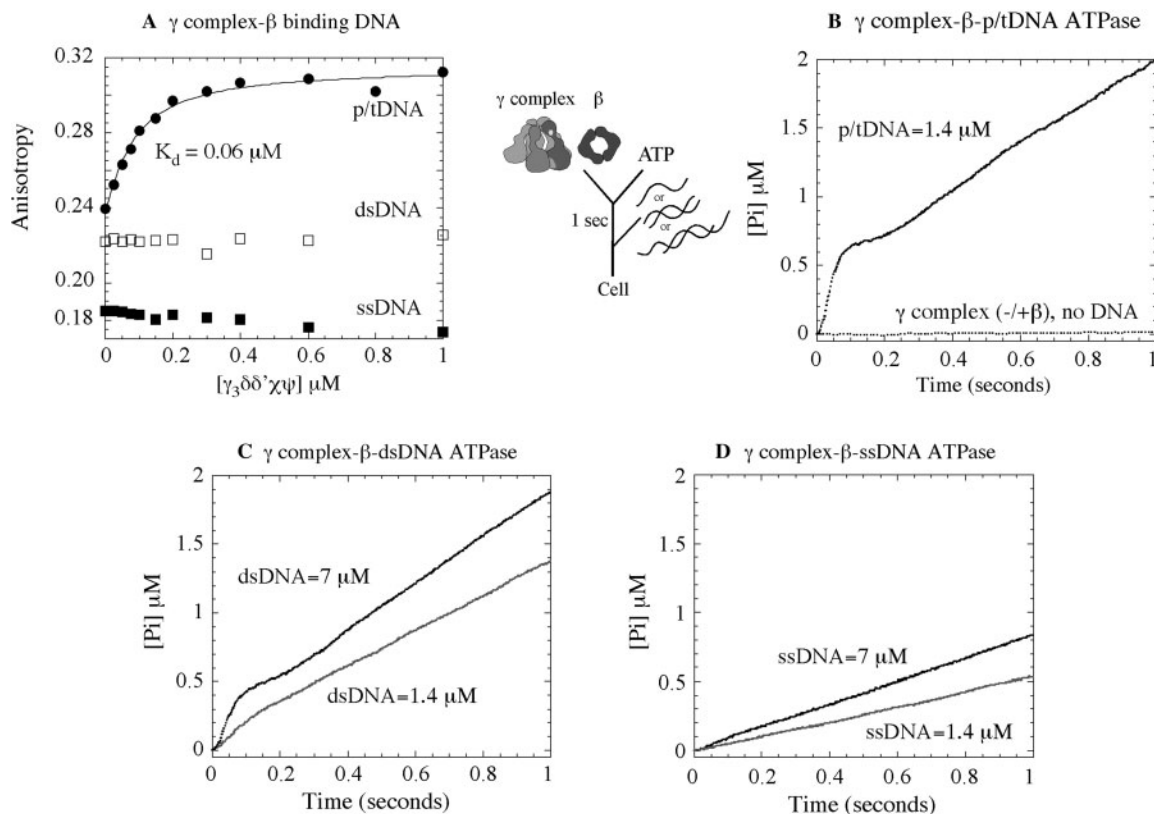 A γ complex-β binding DNA
0.32
0.28
0.24
0.20
0.18
Anisotropy
p/tDNA
K_d = 0.06 μM
dsDNA
ssDNA
0 0.2 0.4 0.6 0.8 1
[γ₃δδ'χψ] μM
γ complex β
ATP
1 sec
or
or
Cell
B γ complex-β-p/tDNA ATPase
2
1.5
1
0.5
0
[Pi] μM
p/tDNA=1.4 μM
γ complex (-/+β), no DNA
0 0.2 0.4 0.6 0.8 1
Time (seconds)
C γ complex-β-dsDNA ATPase
2
1.5
1
0.5
0
[Pi] μM
dsDNA=7 μM
dsDNA=1.4 μM
0 0.2 0.4 0.6 0.8 1
Time (seconds)
D γ complex-β-ssDNA ATPase
2
1.5
1
0.5
0
[Pi] μM
ssDNA=7 μM
ssDNA=1.4 μM
0 0.2 0.4 0.6 0.8 1
Time (seconds)